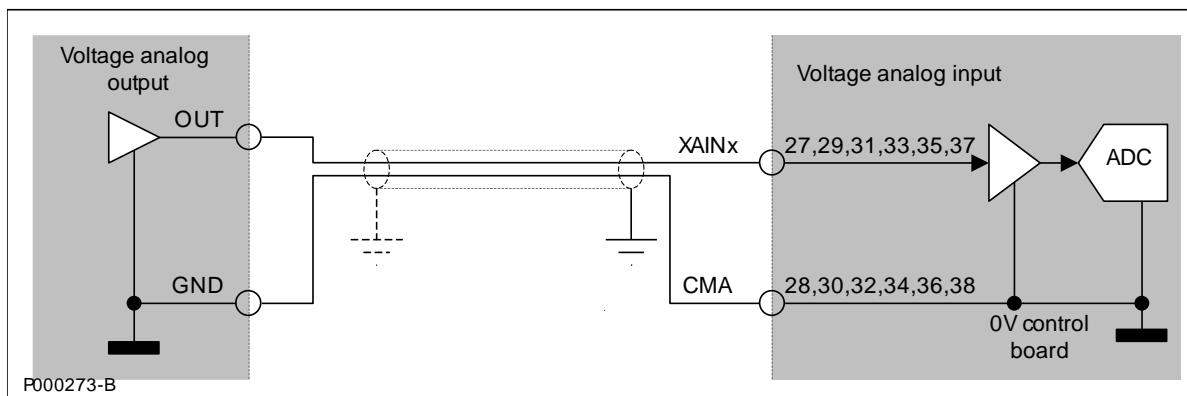 Voltage analog
output
OUT
GND
XAINx
CMA
Voltage analog input
27,29,31,33,35,37
ADC
28,30,32,34,36,38
0V control
board
P000273-B